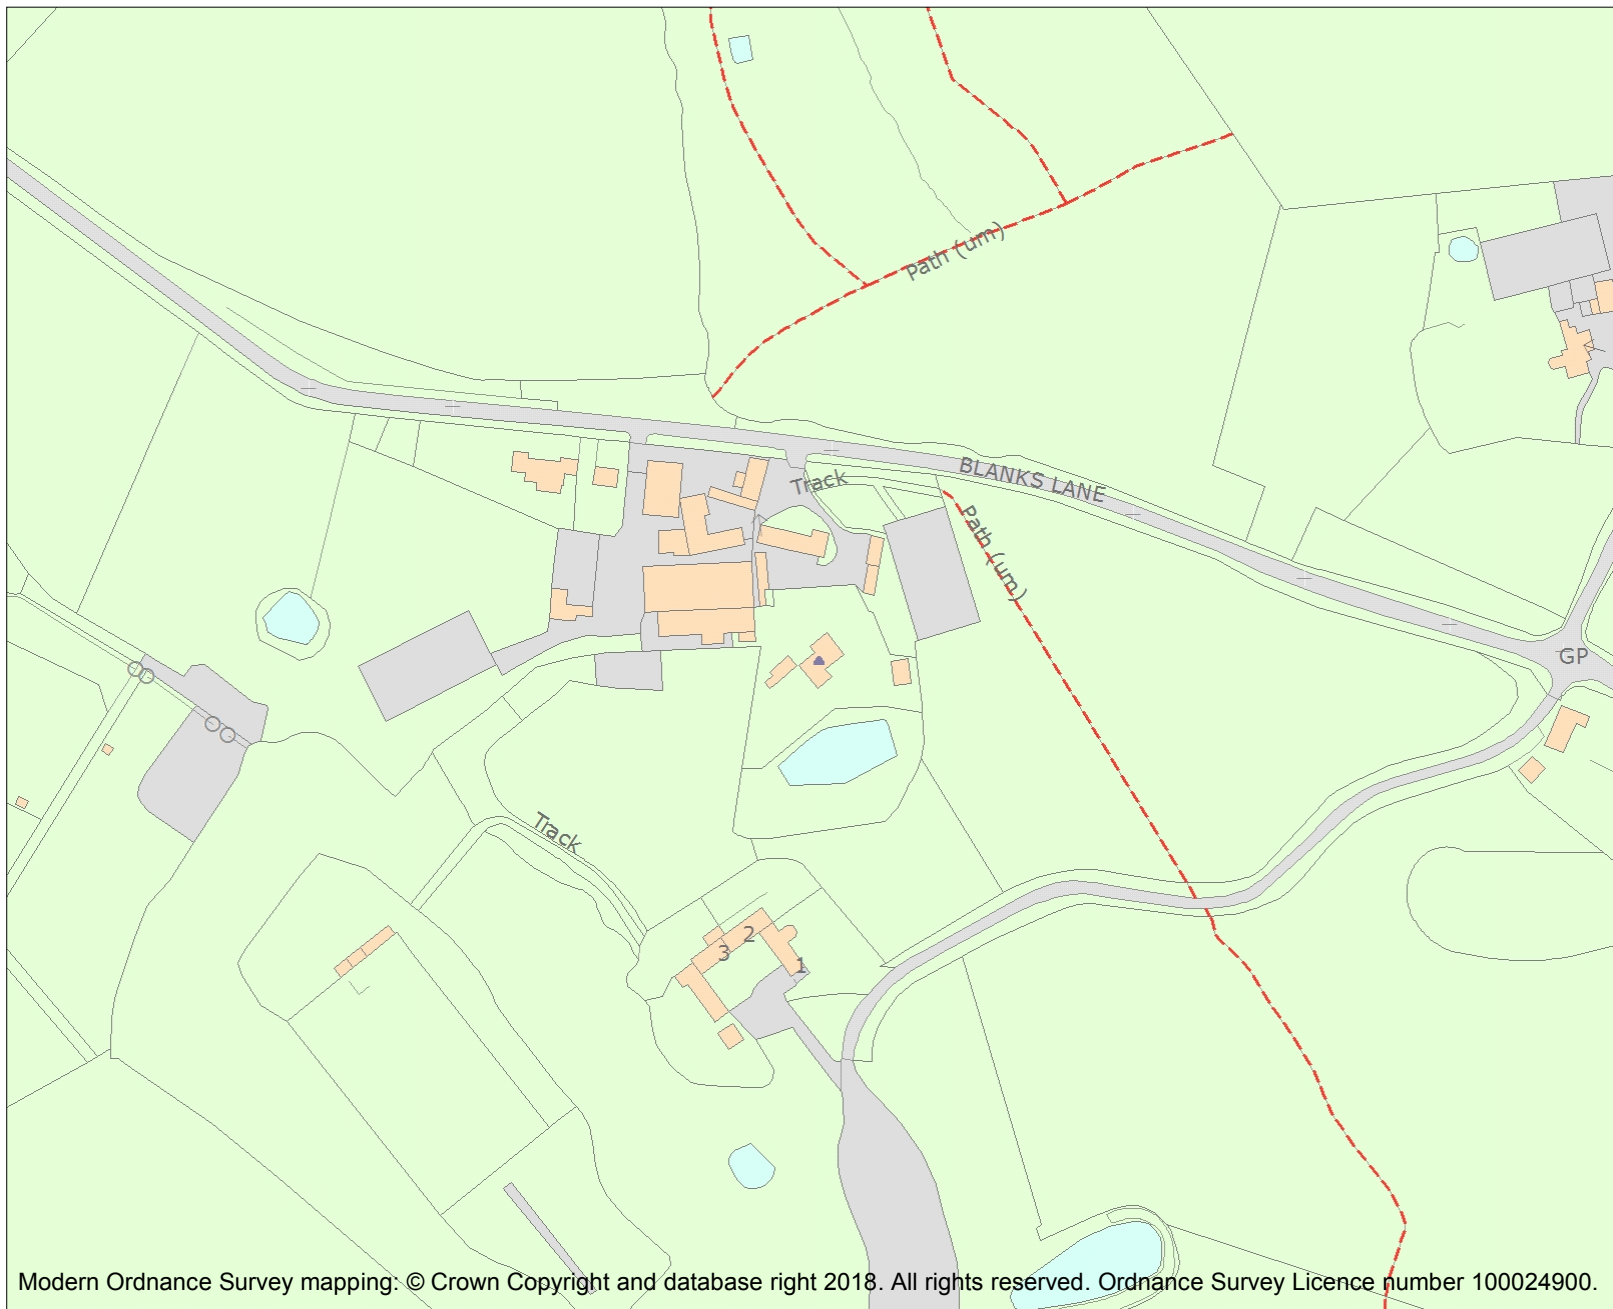 Path (um)
BLANKS LANE
Track
Path (um)
GP
Track
2
3
1
Modern Ordnance Survey mapping: © Crown Copyright and database right 2018. All rights reserved. Ordnance Survey Licence number 100024900.